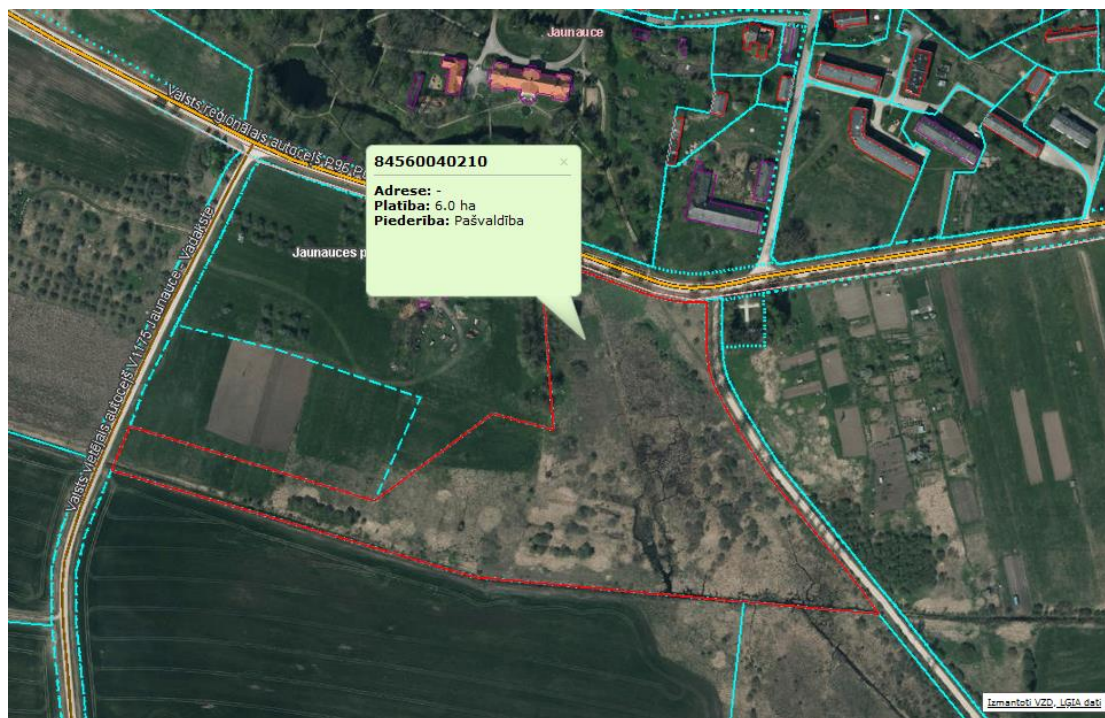 Jaunauce
Valsts reģionālais autoceļš P96 P
84560040210
×
Adrese: -
Platība: 6.0 ha
Piederība: Pašvaldība
Jaunauces p
Valsts vietējais autoceļš V1175 Jaunauce - Vadakste
Izmantoti VZD, LĢIA dati